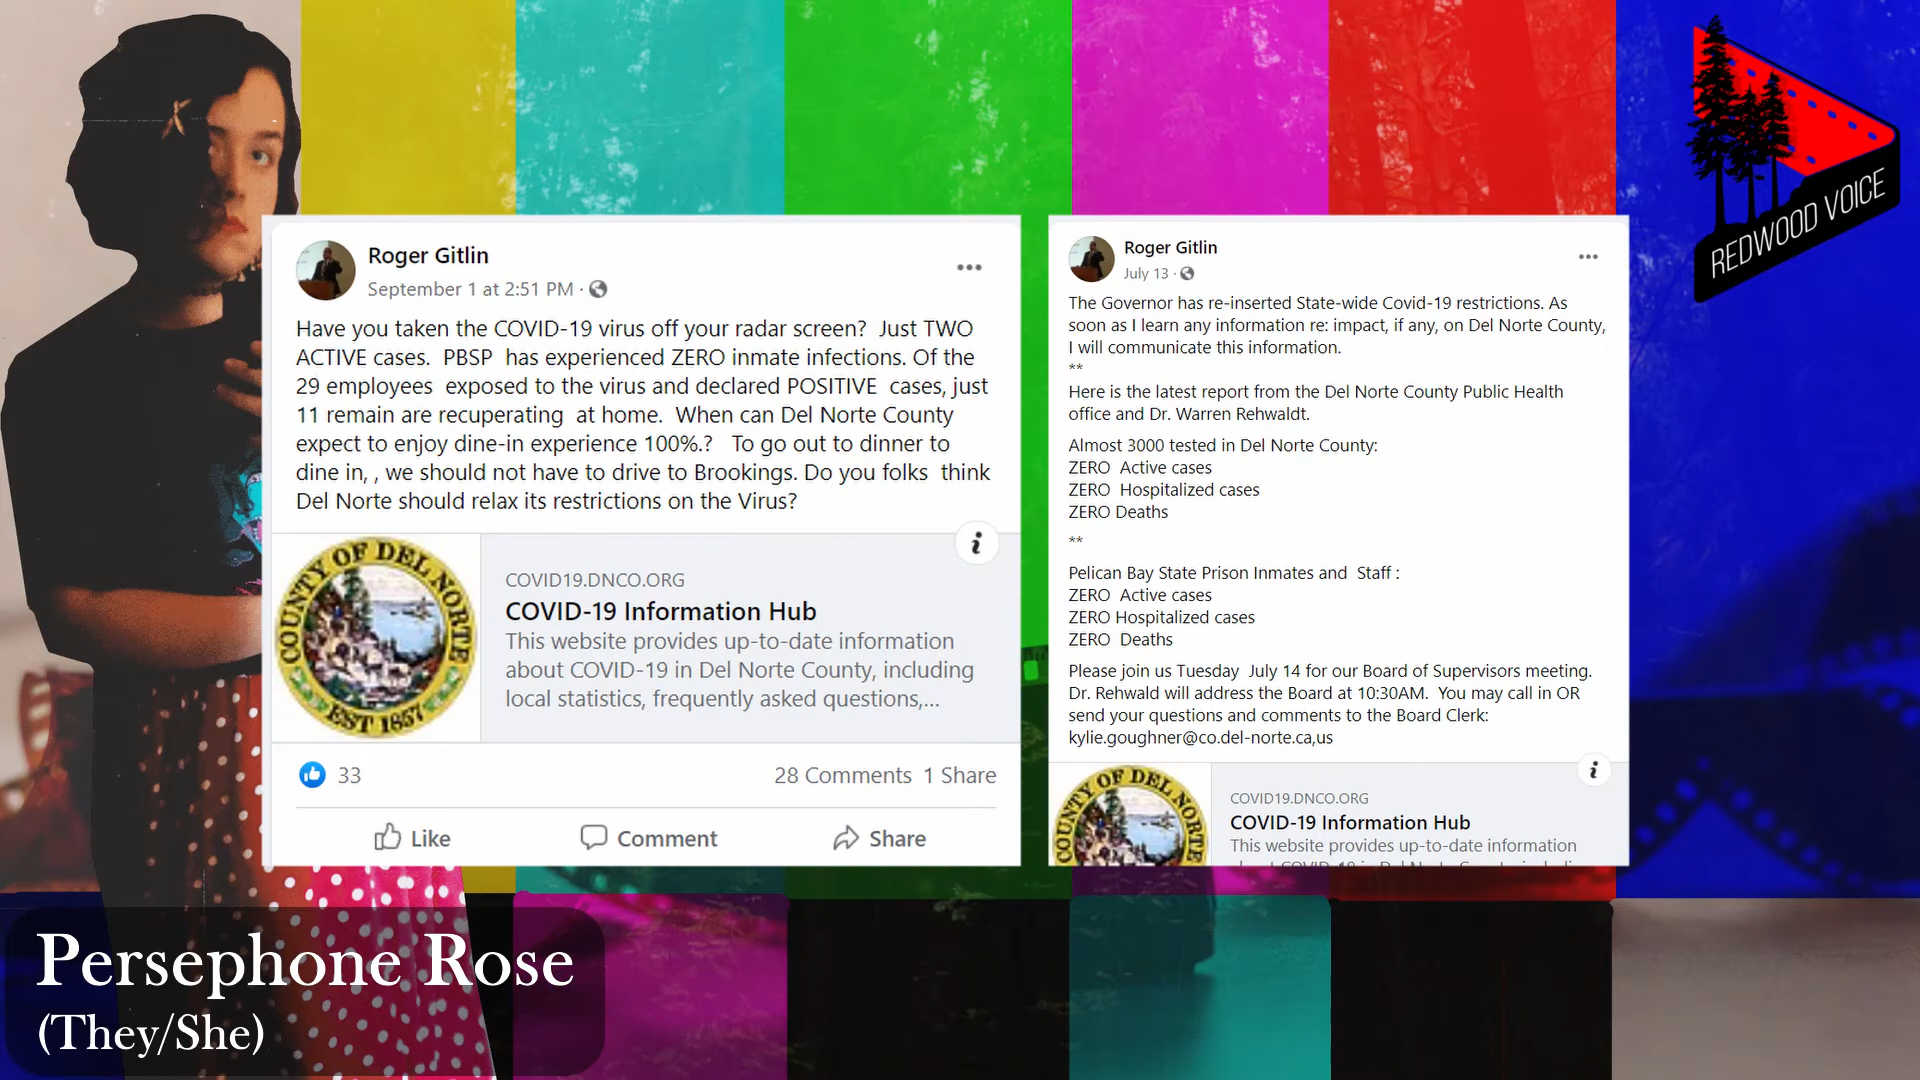 REDWOOD VOICE
Roger Gitlin
September 1 at 2:51 PM ·
Have you taken the COVID-19 virus off your radar screen? Just TWO
ACTIVE cases. PBSP has experienced ZERO inmate infections. Of the
29 employees exposed to the virus and declared POSITIVE cases, just
11 remain are recuperating at home. When can Del Norte County
expect to enjoy dine-in experience 100%.? To go out to dinner to
dine in, , we should not have to drive to Brookings. Do you folks think
Del Norte should relax its restrictions on the Virus?
COUNTY OF DEL NORTE
EST 1857
COVID19.DNCO.ORG
COVID-19 Information Hub
This website provides up-to-date information
about COVID-19 in Del Norte County, including
local statistics, frequently asked questions,...
33
28 Comments 1 Share
Like Comment Share
Roger Gitlin
July 13 ·
The Governor has re-inserted State-wide Covid-19 restrictions. As
soon as I learn any information re: impact, if any, on Del Norte County,
I will communicate this information.
**
Here is the latest report from the Del Norte County Public Health
office and Dr. Warren Rehwaldt.
Almost 3000 tested in Del Norte County:
ZERO Active cases
ZERO Hospitalized cases
ZERO Deaths
**
Pelican Bay State Prison Inmates and Staff :
ZERO Active cases
ZERO Hospitalized cases
ZERO Deaths
Please join us Tuesday July 14 for our Board of Supervisors meeting.
Dr. Rehwald will address the Board at 10:30AM. You may call in OR
send your questions and comments to the Board Clerk:
kylie.goughner@co.del-norte.ca,us
COUNTY OF DEL NORTE
COVID19.DNCO.ORG
COVID-19 Information Hub
This website provides up-to-date information
Persephone Rose
(They/She)